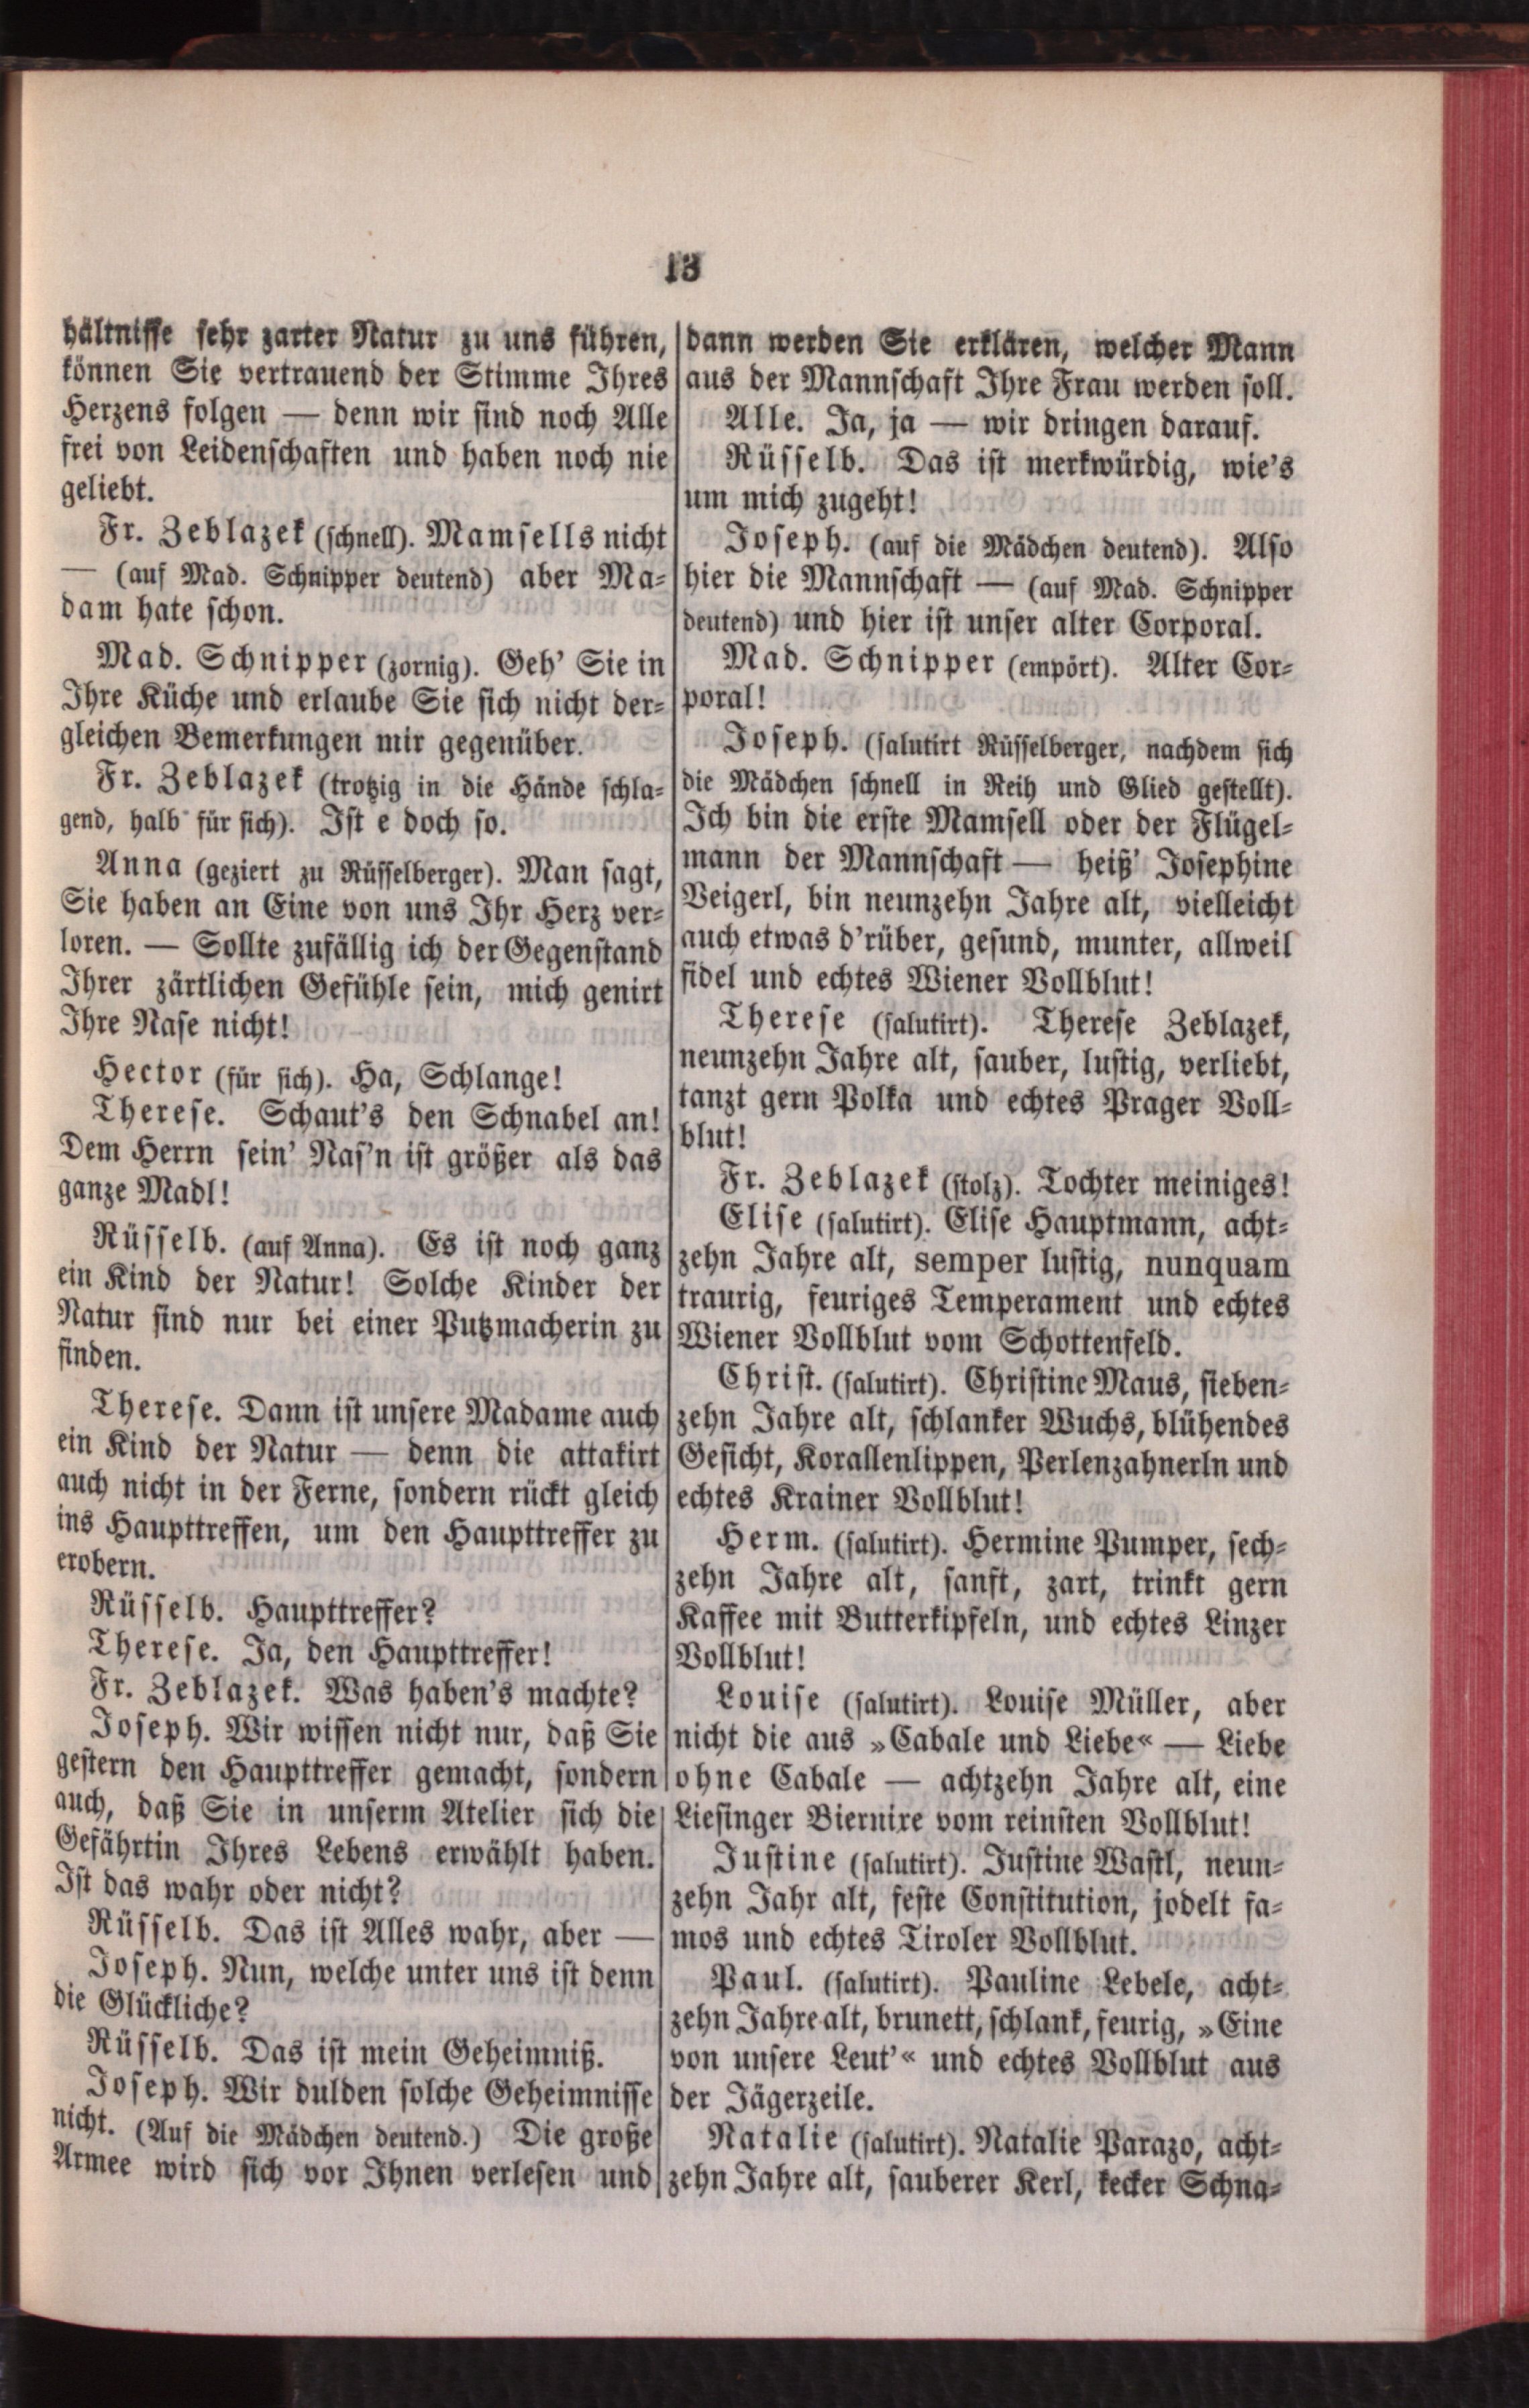 13
hältnisse sehr zarter Natur zu uns führen,
können Sie vertrauend der Stimme Ihres
Herzens folgen — denn wir sind noch Alle
frei von Leidenschaften und haben noch nie
geliebt.
Fr. Zeblazek (schnell). Mamsells nicht
— (auf Mad. Schnipper deutend) aber Ma-
dam hate schon.
Mad. Schnipper (zornig). Geh' Sie in
Ihre Küche und erlaube Sie sich nicht der-
gleichen Bemerkungen mir gegenüber.
Fr. Zeblazek (trotzig in die Hände schla-
gend, halb für sich). Ist e doch so.
Anna (geziert zu Rüsselberger). Man sagt,
Sie haben an Eine von uns Ihr Herz ver-
loren. — Sollte zufällig ich der Gegenstand
Ihrer zärtlichen Gefühle sein, mich genirt
Ihre Nase nicht!
Hector (für sich). Ha, Schlange!
Therese. Schaut's den Schnabel an!
Dem Herrn sein' Nas'n ist größer als das
ganze Madl!
Rüsselb. (auf Anna). Es ist noch ganz
ein Kind der Natur! Solche Kinder der
Natur sind nur bei einer Putzmacherin zu
finden.
Therese. Dann ist unsere Madame auch
ein Kind der Natur — denn die attakirt
auch nicht in der Ferne, sondern rückt gleich
ins Haupttreffen, um den Haupttreffer zu
erobern.
Rüsselb. Haupttreffer?
Therese. Ja, den Haupttreffer!
Fr. Zeblazek. Was haben's machte?
Joseph. Wir wissen nicht nur, daß Sie
gestern den Haupttreffer gemacht, sondern
auch, daß Sie in unserm Atelier sich die
Gefährtin Ihres Lebens erwählt haben.
Ist das wahr oder nicht?
Rüsselb. Das ist Alles wahr, aber —
Joseph. Nun, welche unter uns ist denn
die Glückliche?
Rüsselb. Das ist mein Geheimniß.
Joseph. Wir dulden solche Geheimnisse
nicht. (Auf die Mädchen deutend.) Die große
Armee wird sich vor Ihnen verlesen und
dann werden Sie erklären, welcher Mann
aus der Mannschaft Ihre Frau werden soll.
Alle. Ja, ja — wir dringen darauf.
Rüsselb. Das ist merkwürdig, wie's
um mich zugeht!
Joseph. (auf die Mädchen deutend). Also
hier die Mannschaft — (auf Mad. Schnipper
deutend) und hier ist unser alter Corporal.
Mad. Schnipper (empört). Alter Cor-
poral!
Joseph. (salutirt Rüsselberger, nachdem sich
die Mädchen schnell in Reih und Glied gestellt).
Ich bin die erste Mamsell oder der Flügel-
mann der Mannschaft — heiß' Josephine
Veigerl, bin neunzehn Jahre alt, vielleicht
auch etwas d'rüber, gesund, munter, allweil
fidel und echtes Wiener Vollblut!
Therese (salutirt). Therese Zeblazek,
neunzehn Jahre alt, sauber, lustig, verliebt,
tanzt gern Polka und echtes Prager Voll-
blut!
Fr. Zeblazek (stolz). Tochter meiniges!
Elise (salutirt). Elise Hauptmann, acht-
zehn Jahre alt, semper lustig, nunquam
traurig, feuriges Temperament und echtes
Wiener Vollblut vom Schottenfeld.
Christ. (salutirt). Christine Maus, sieben-
zehn Jahre alt, schlanker Wuchs, blühendes
Gesicht, Korallenlippen, Perlenzahnerln und
echtes Krainer Vollblut!
Herm. (salutirt). Hermine Pumper, sech-
zehn Jahre alt, sanft, zart, trinkt gern
Kaffee mit Butterkipfeln, und echtes Linzer
Vollblut!
Louise (salutirt). Louise Müller, aber
nicht die aus »Cabale und Liebe« — Liebe
ohne Cabale — achtzehn Jahre alt, eine
Liesinger Biernixe vom reinsten Vollblut!
Justine (salutirt). Justine Wastl, neun-
zehn Jahr alt, feste Constitution, jodelt fa-
mos und echtes Tiroler Vollblut.
Paul. (salutirt). Pauline Lebele, acht-
zehn Jahre alt, brunett, schlank, feurig, »Eine
von unsere Leut'« und echtes Vollblut aus
der Jägerzeile.
Natalie (salutirt). Natalie Parazo, acht-
zehn Jahre alt, sauberer Kerl, kecker Schna-